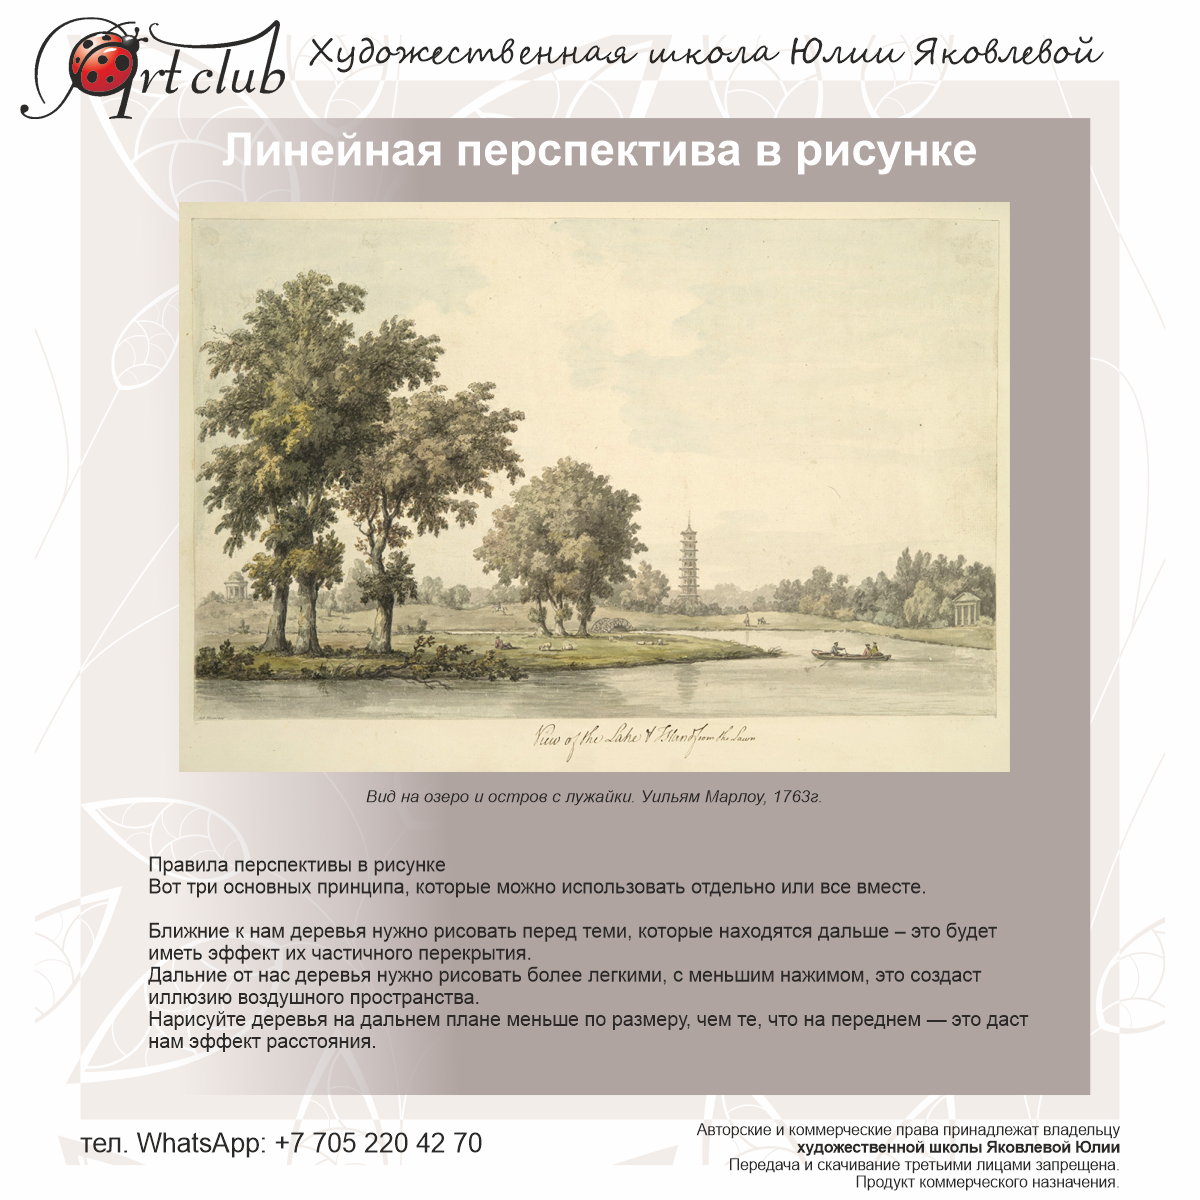 Art club
Художественная школа Юлии Яковлевой
Линейная перспектива в рисунке
View of the Lake & Island from the Lawn
Вид на озеро и остров с лужайки. Уильям Марлоу, 1763г.
Правила перспективы в рисунке
Вот три основных принципа, которые можно использовать отдельно или все вместе.
Ближние к нам деревья нужно рисовать перед теми, которые находятся дальше – это будет
иметь эффект их частичного перекрытия.
Дальние от нас деревья нужно рисовать более легкими, с меньшим нажимом, это создаст
иллюзию воздушного пространства.
Нарисуйте деревья на дальнем плане меньше по размеру, чем те, что на переднем — это даст
нам эффект расстояния.
тел. WhatsApp: +7 705 220 42 70
Авторские и коммерческие права принадлежат владельцу
художественной школы Яковлевой Юлии
Передача и скачивание третьими лицами запрещена.
Продукт коммерческого назначения.